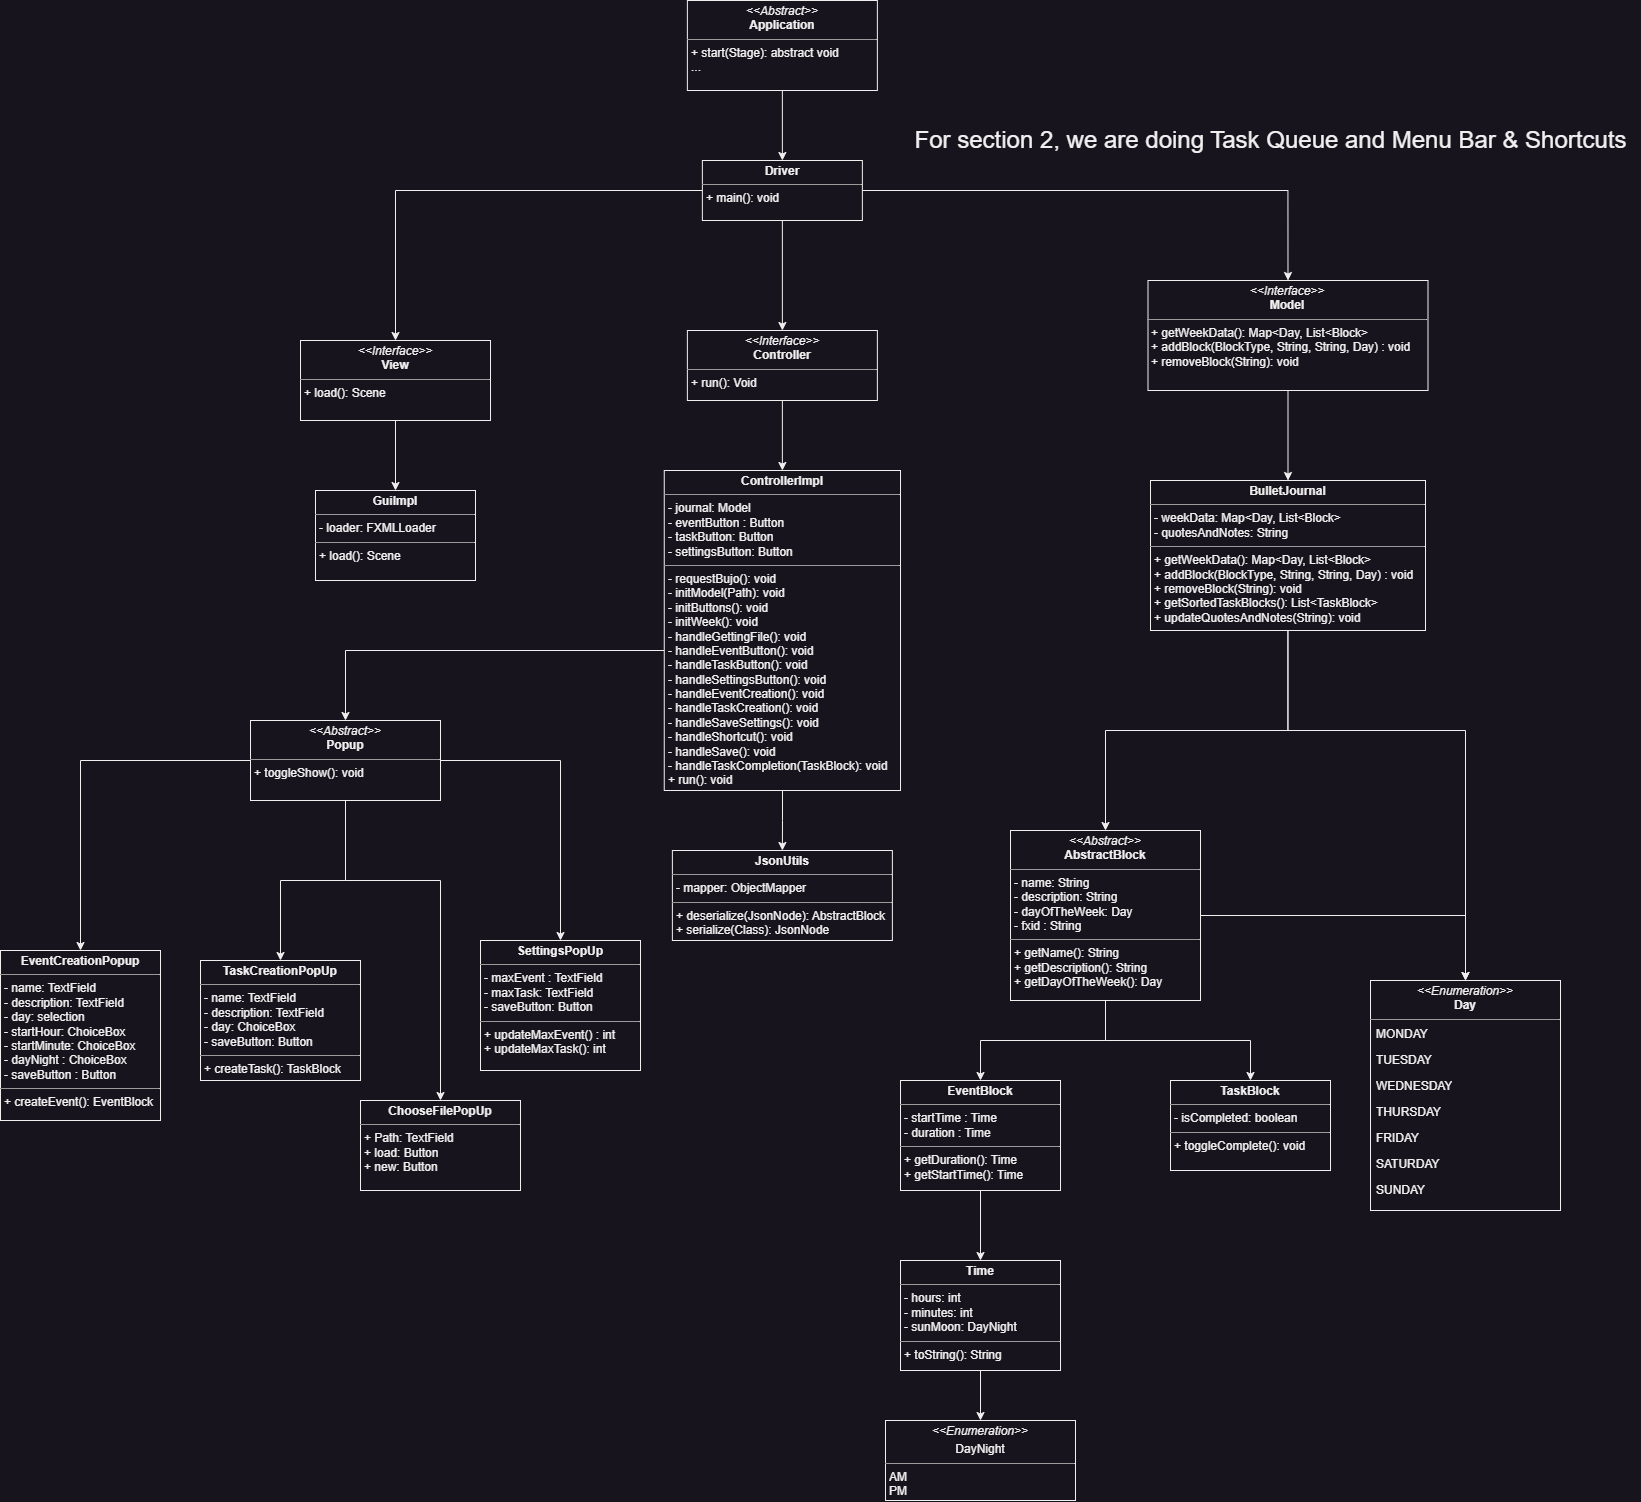 <<Abstract>>
Application
+ start(Stage): abstract void
...
For section 2, we are doing Task Queue and Menu Bar & Shortcuts
Driver
+ main(): void
<<Interface>>
View
+ load(): Scene
<<Interface>>
Controller
+ run(): Void
<<Interface>>
Model
+ getWeekData(): Map<Day, List<Block>
+ addBlock(BlockType, String, String, Day) : void
+ removeBlock(String): void
GuiImpl
- loader: FXMLLoader
+ load(): Scene
ControllerImpl
- journal: Model
- eventButton : Button
- taskButton: Button
- settingsButton: Button
- requestBujo(): void
- initModel(Path): void
- initButtons(): void
- initWeek(): void
- handleGettingFile(): void
- handleEventButton(): void
- handleTaskButton(): void
- handleSettingsButton(): void
- handleEventCreation(): void
- handleTaskCreation(): void
- handleSaveSettings(): void
- handleShortcut(): void
- handleSave(): void
- handleTaskCompletion(TaskBlock): void
+ run(): void
BulletJournal
- weekData: Map<Day, List<Block>
- quotesAndNotes: String
+ getWeekData(): Map<Day, List<Block>
+ addBlock(BlockType, String, String, Day) : void
+ removeBlock(String): void
+ getSortedTaskBlocks(): List<TaskBlock>
+ updateQuotesAndNotes(String): void
<<Abstract>>
Popup
+ toggleShow(): void
JsonUtils
- mapper: ObjectMapper
+ deserialize(JsonNode): AbstractBlock
+ serialize(Class): JsonNode
<<Abstract>>
AbstractBlock
- name: String
- description: String
- dayOfTheWeek: Day
- fxid : String
+ getName(): String
+ getDescription(): String
+ getDayOfTheWeek(): Day
EventCreationPopup
- name: TextField
- description: TextField
- day: selection
- startHour: ChoiceBox
- startMinute: ChoiceBox
- dayNight : ChoiceBox
- saveButton : Button
+ createEvent(): EventBlock
TaskCreationPopUp
- name: TextField
- description: TextField
- day: ChoiceBox
- saveButton: Button
+ createTask(): TaskBlock
SettingsPopUp
- maxEvent : TextField
- maxTask: TextField
- saveButton: Button
+ updateMaxEvent() : int
+ updateMaxTask(): int
ChooseFilePopUp
+ Path: TextField
+ load: Button
+ new: Button
<<Enumeration>>
Day
MONDAY
TUESDAY
WEDNESDAY
THURSDAY
FRIDAY
SATURDAY
SUNDAY
EventBlock
- startTime : Time
- duration : Time
+ getDuration(): Time
+ getStartTime(): Time
TaskBlock
- isCompleted: boolean
+ toggleComplete(): void
Time
- hours: int
- minutes: int
- sunMoon: DayNight
+ toString(): String
<<Enumeration>>
DayNight
AM
PM